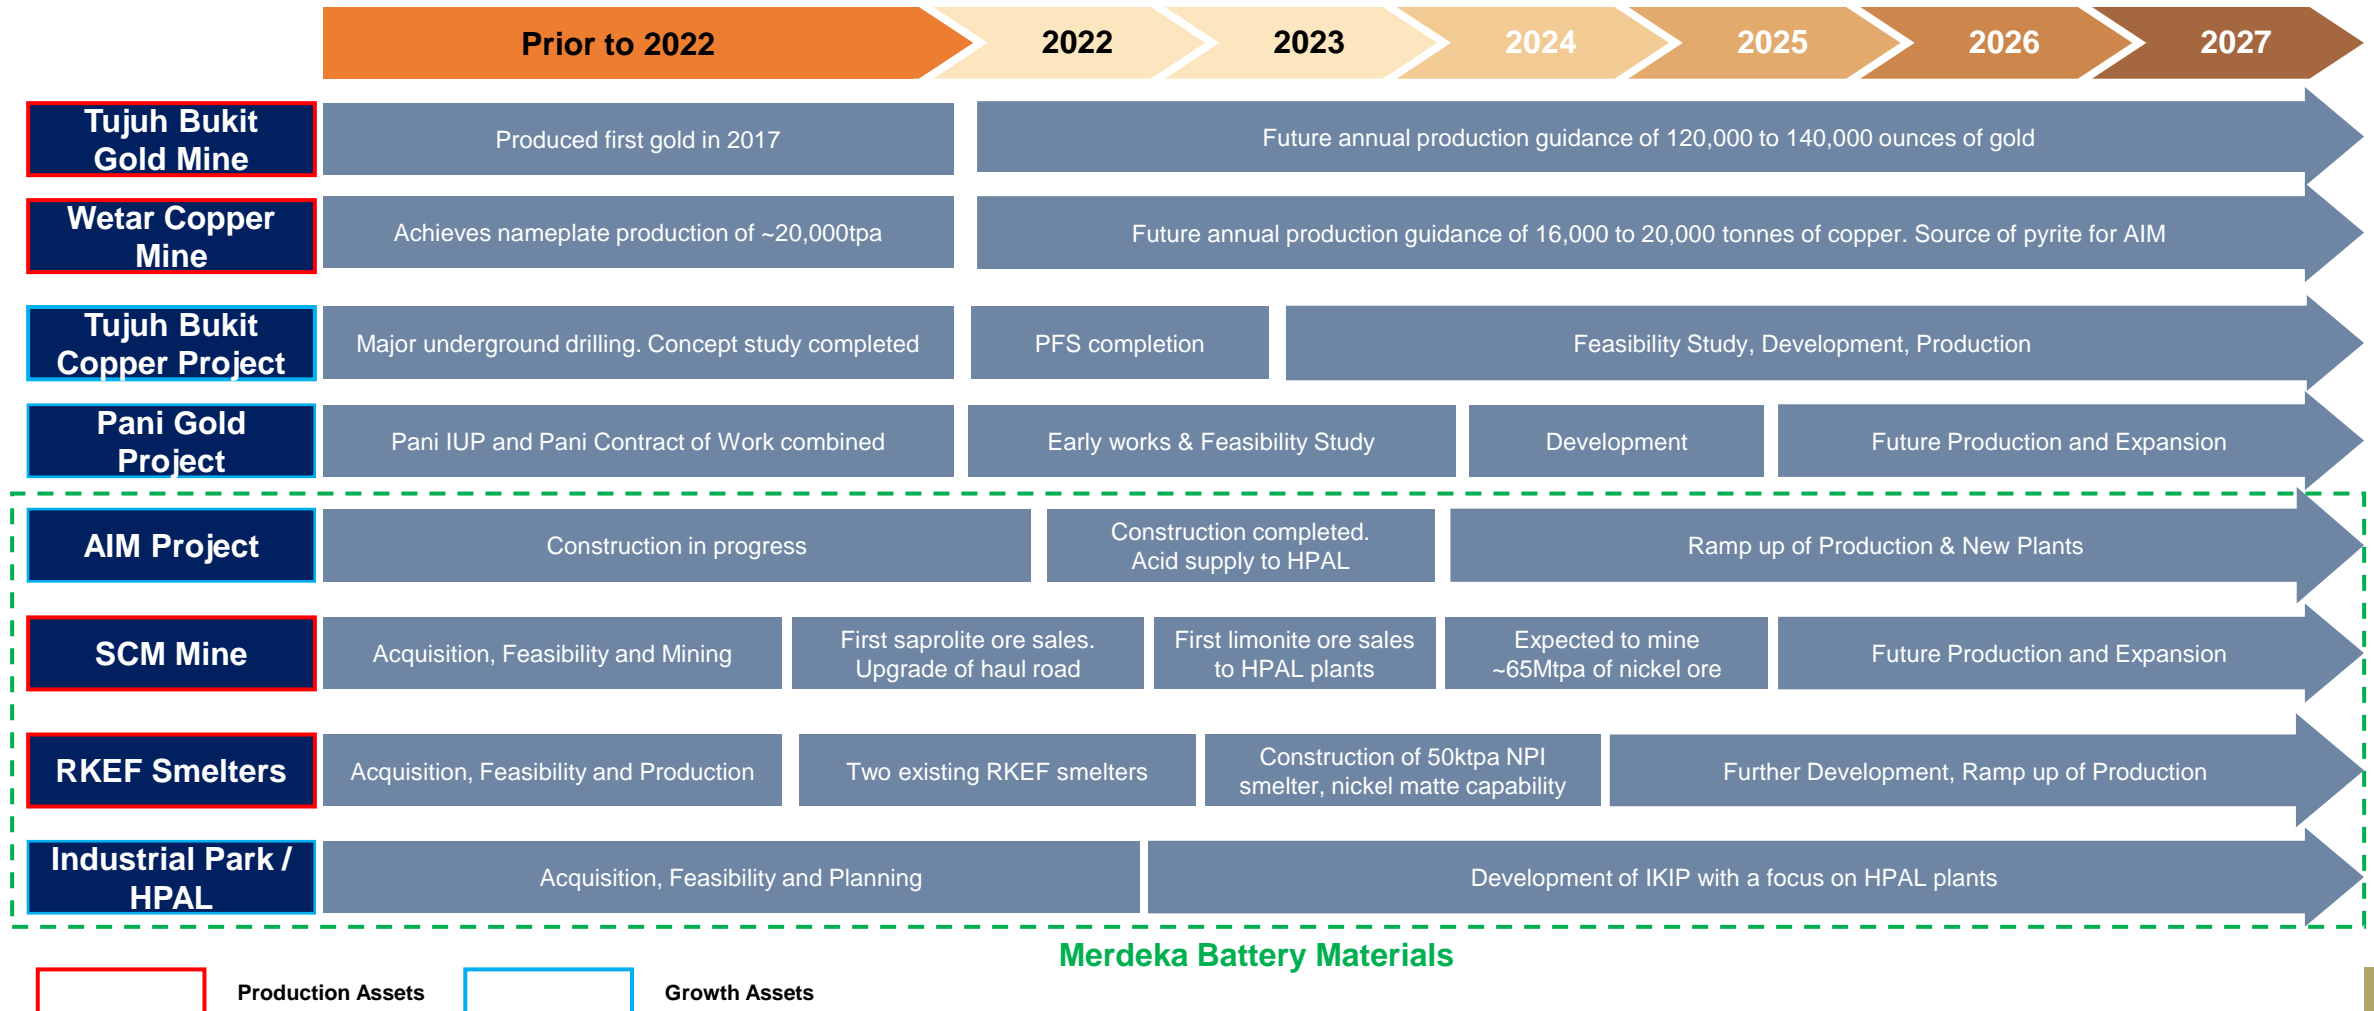 Prior to 2022
2022
2023
2024
2025
2026
2027
Tujuh Bukit
Gold Mine
Produced first gold in 2017
Future annual production guidance of 120,000 to 140,000 ounces of gold
Wetar Copper
Mine
Achieves nameplate production of ~20,000tpa
Future annual production guidance of 16,000 to 20,000 tonnes of copper. Source of pyrite for AIM
Tujuh Bukit
Copper Project
Major underground drilling. Concept study completed
PFS completion
Feasibility Study, Development, Production
Pani Gold
Project
Pani IUP and Pani Contract of Work combined
Early works & Feasibility Study
Development
Future Production and Expansion
AIM Project
Construction in progress
Construction completed.
Acid supply to HPAL
Ramp up of Production & New Plants
SCM Mine
Acquisition, Feasibility and Mining
First saprolite ore sales.
Upgrade of haul road
First limonite ore sales
to HPAL plants
Expected to mine
~65Mtpa of nickel ore
Future Production and Expansion
RKEF Smelters
Acquisition, Feasibility and Production
Two existing RKEF smelters
Construction of 50ktpa NPI
smelter, nickel matte capability
Further Development, Ramp up of Production
Industrial Park /
HPAL
Acquisition, Feasibility and Planning
Development of IKIP with a focus on HPAL plants
Merdeka Battery Materials
Production Assets
Growth Assets